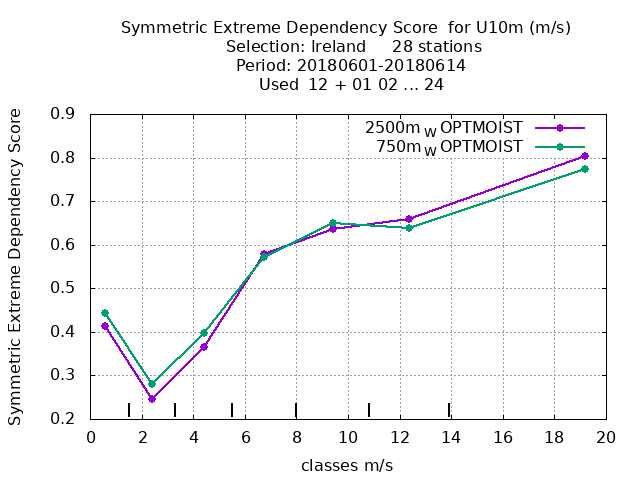 Symmetric Extreme Dependency Score for U10m (m/s)
Selection: Ireland 28 stations
Period: 20180601-20180614
Used 12 + 01 02 ... 24
Symmetric Extreme Dependency Score
0.9
0.8
0.7
0.6
0.5
0.4
0.3
0.2
2500m W OPTMOIST
750m W OPTMOIST
0 2 4 6 8 10 12 14 16 18 20
classes m/s